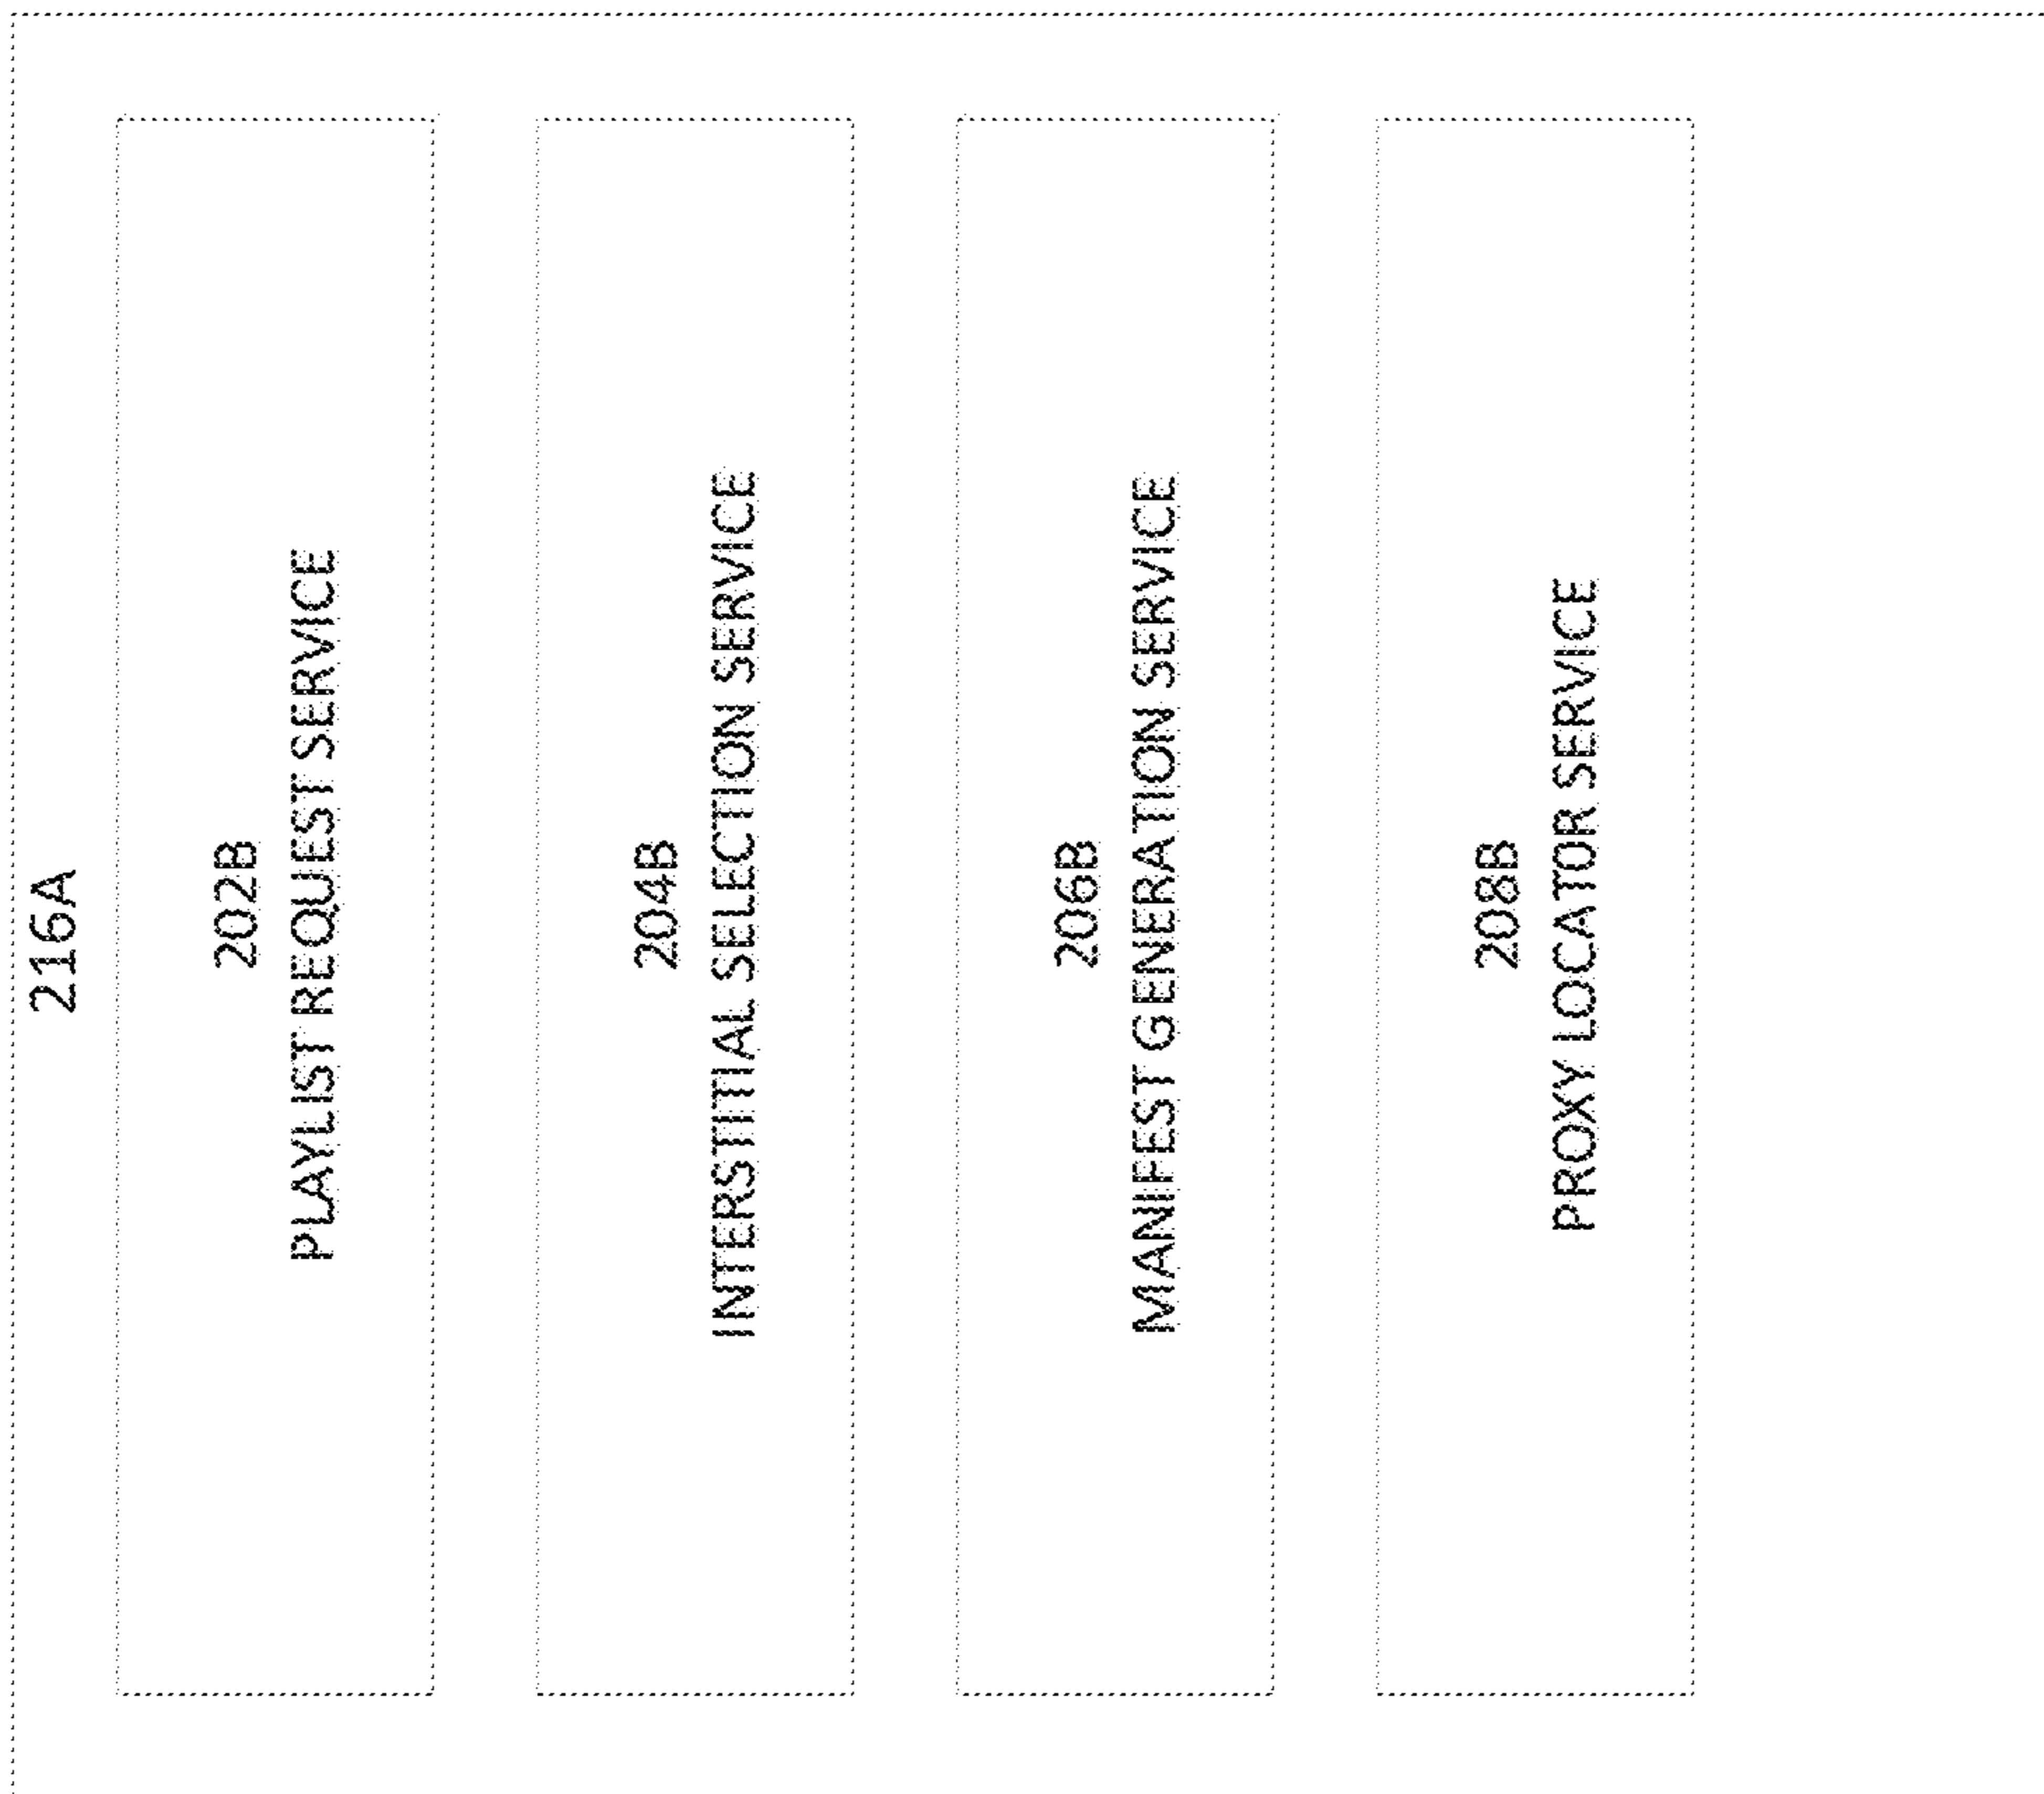 216A
202B
PLAYLIST REQUEST SERVICE
204B
INTERSTITIAL SELECTION SERVICE
206B
MANIFEST GENERATION SERVICE
208B
PROXY LOCATOR SERVICE